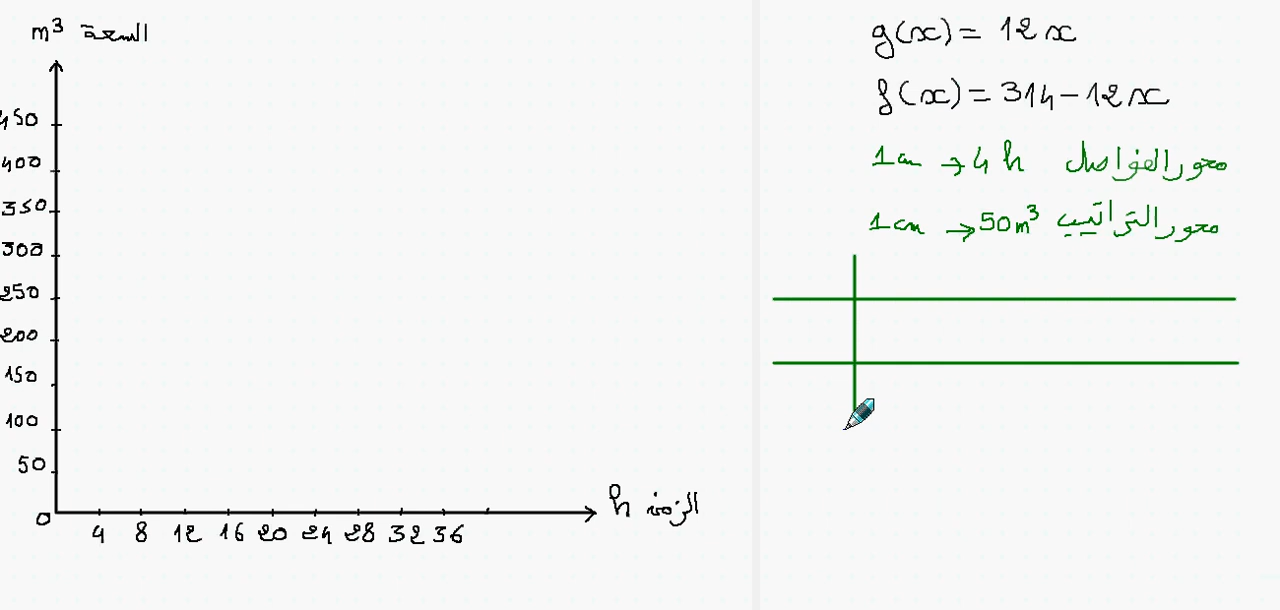 السعة m³
450
400
350
300
250
200
150
100
50
0
4 8 12 16 20 24 28 32 36
h الزمن
g(x) = 12x
f(x) = 314 - 12x
1cm → 4h محور الفواصل
1cm → 50m³ محور التراتيب